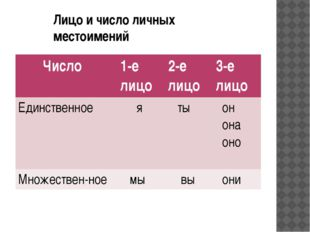 Лицо и число личных
местоимений
Число 1-е лицо 2-е лицо 3-е лицо
Единственное я ты он
она
оно
Множествен-ное мы вы они